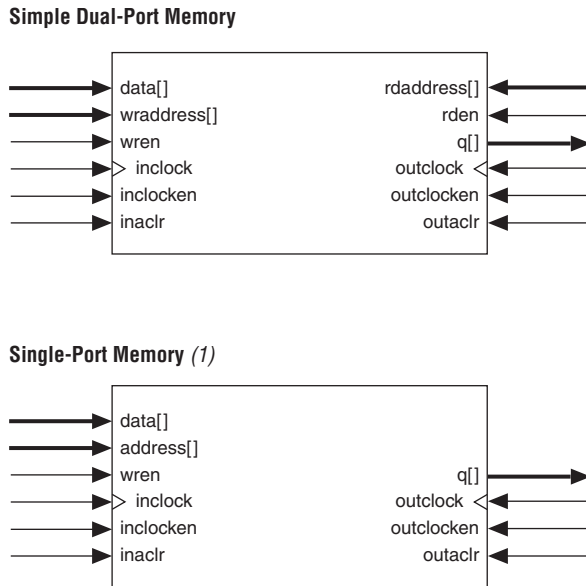 Simple Dual-Port Memory
data[] rdaddress[]
wraddress[] rden
wren q[]
inclock outclock
inclocken outclocken
inaclr outaclr
Single-Port Memory (1)
data[]
address[]
wren q[]
inclock outclock
inclocken outclocken
inaclr outaclr